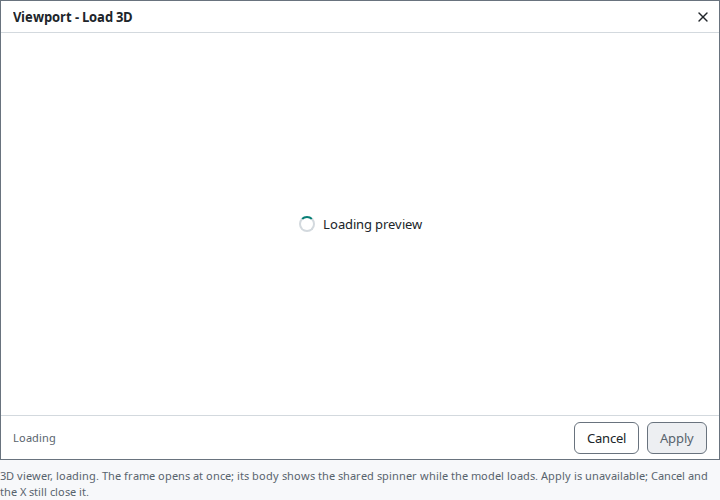 Viewport - Load 3D
Loading preview
Loading
Cancel
Apply
3D viewer, loading. The frame opens at once; its body shows the shared spinner while the model loads. Apply is unavailable; Cancel and
the X still close it.